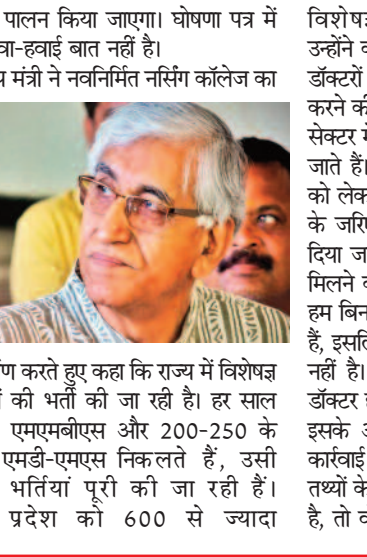 पालन किया जाएगा। घोषणा पत्र में
वा-हवाई बात नहीं है।
मंत्री ने नवनिर्मित नर्सिंग कॉलेज का
करते हुए कहा कि राज्य में विशेषज्ञ
की भर्ती की जा रही है। हर साल
एमएमबीएस और 200-250 के
एमडी-एमएस निकलते हैं, उसी
भर्तियां पूरी की जा रही हैं।
प्रदेश को 600 से ज्यादा
विशेषज्ञ
उन्होंने
डॉक्टरों
करने की
सेक्टर में
जाते हैं।
को लेक
के जरिए
दिया ज
मिलने
हम बिन
हैं, इसलि
नहीं है।
डॉक्टर
इसके
कार्रवाई
तथ्यों के
है, तो